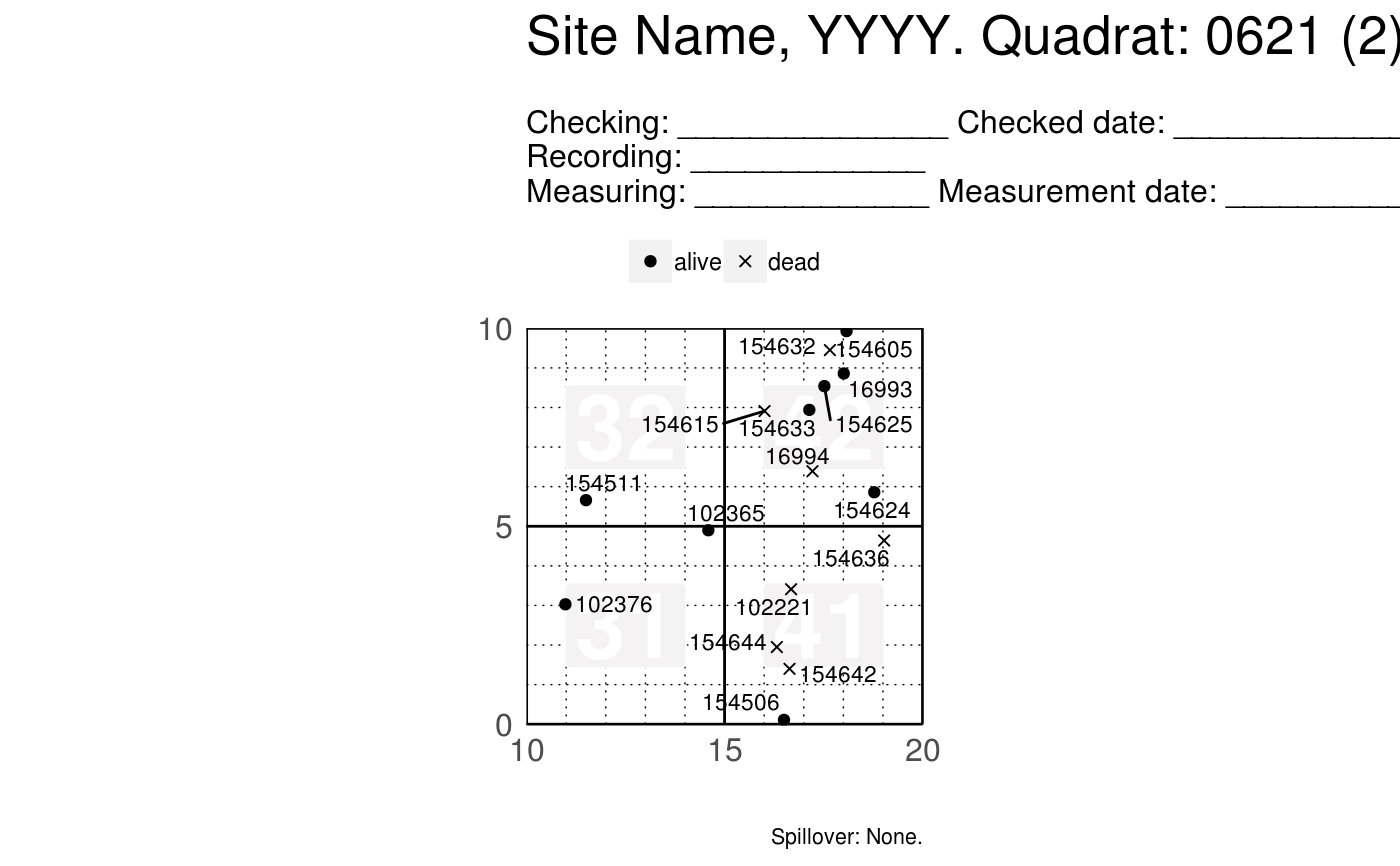 Site Name, YYYY. Quadrat: 0621 (2)
Checking: _______________ Checked date: _____________
Recording: _____________
Measuring: _____________ Measurement date: __________
alive dead
10
154632 154605
16993
32 42
154615 154633 154625
16994
154511
154624
102365
5
154636
31 41
102376 102221
154644
154642
154506
0
10 15 20
Spillover: None.